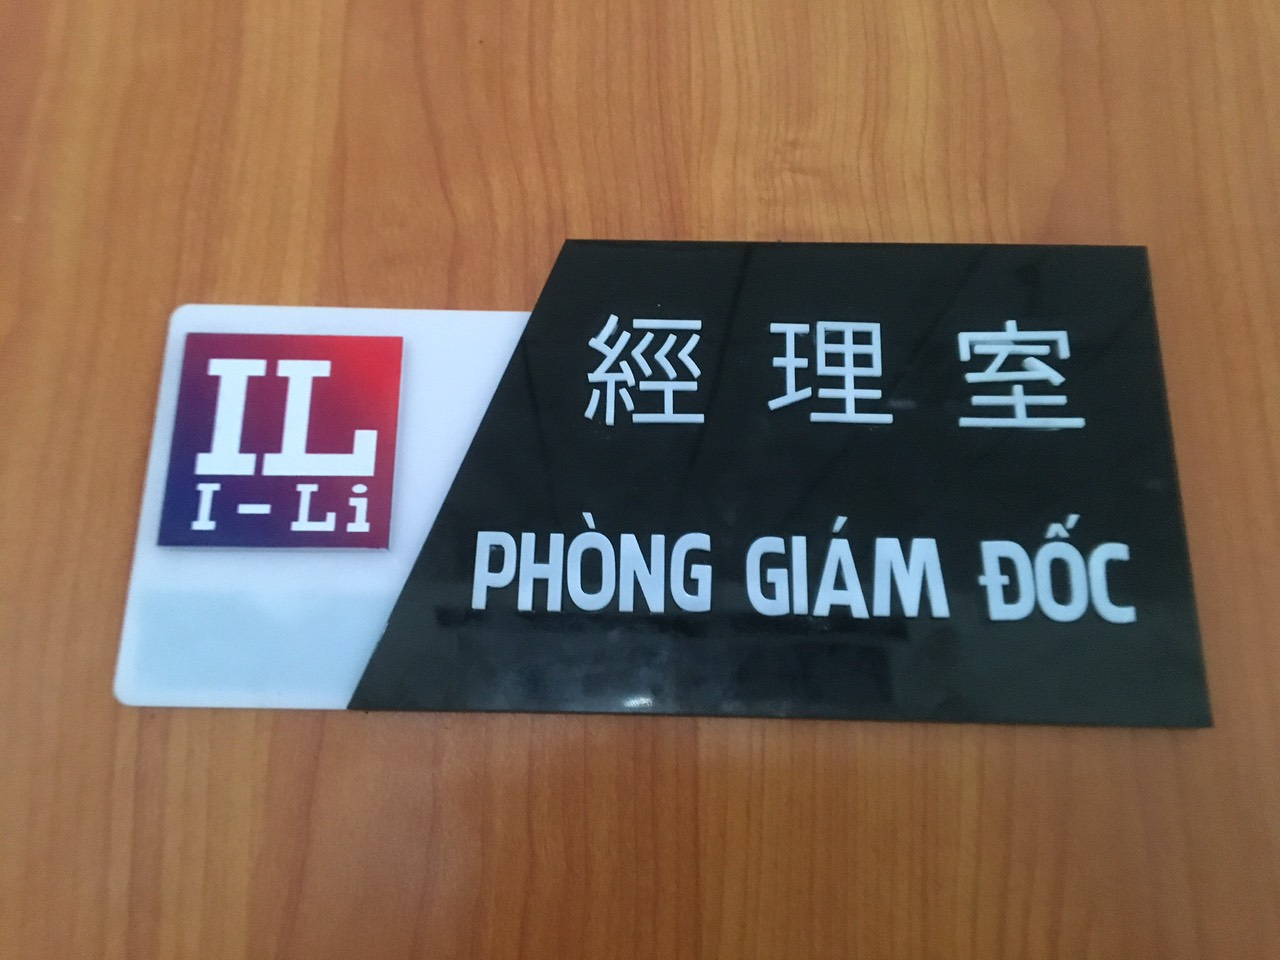 IL
I-Li
經理室
PHÒNG GIÁM ĐỐC